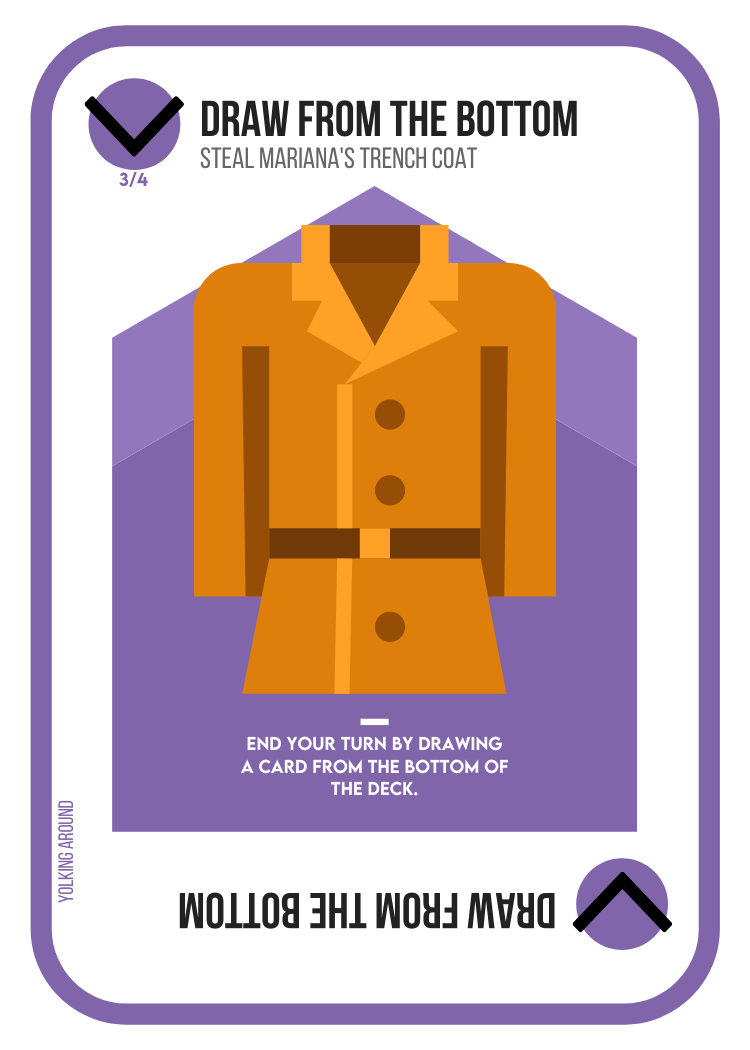 DRAW FROM THE BOTTOM
STEAL MARIANA'S TRENCH COAT
3/4
END YOUR TURN BY DRAWING
A CARD FROM THE BOTTOM OF
THE DECK.
YOLKING AROUND
DRAW FROM THE BOTTOM